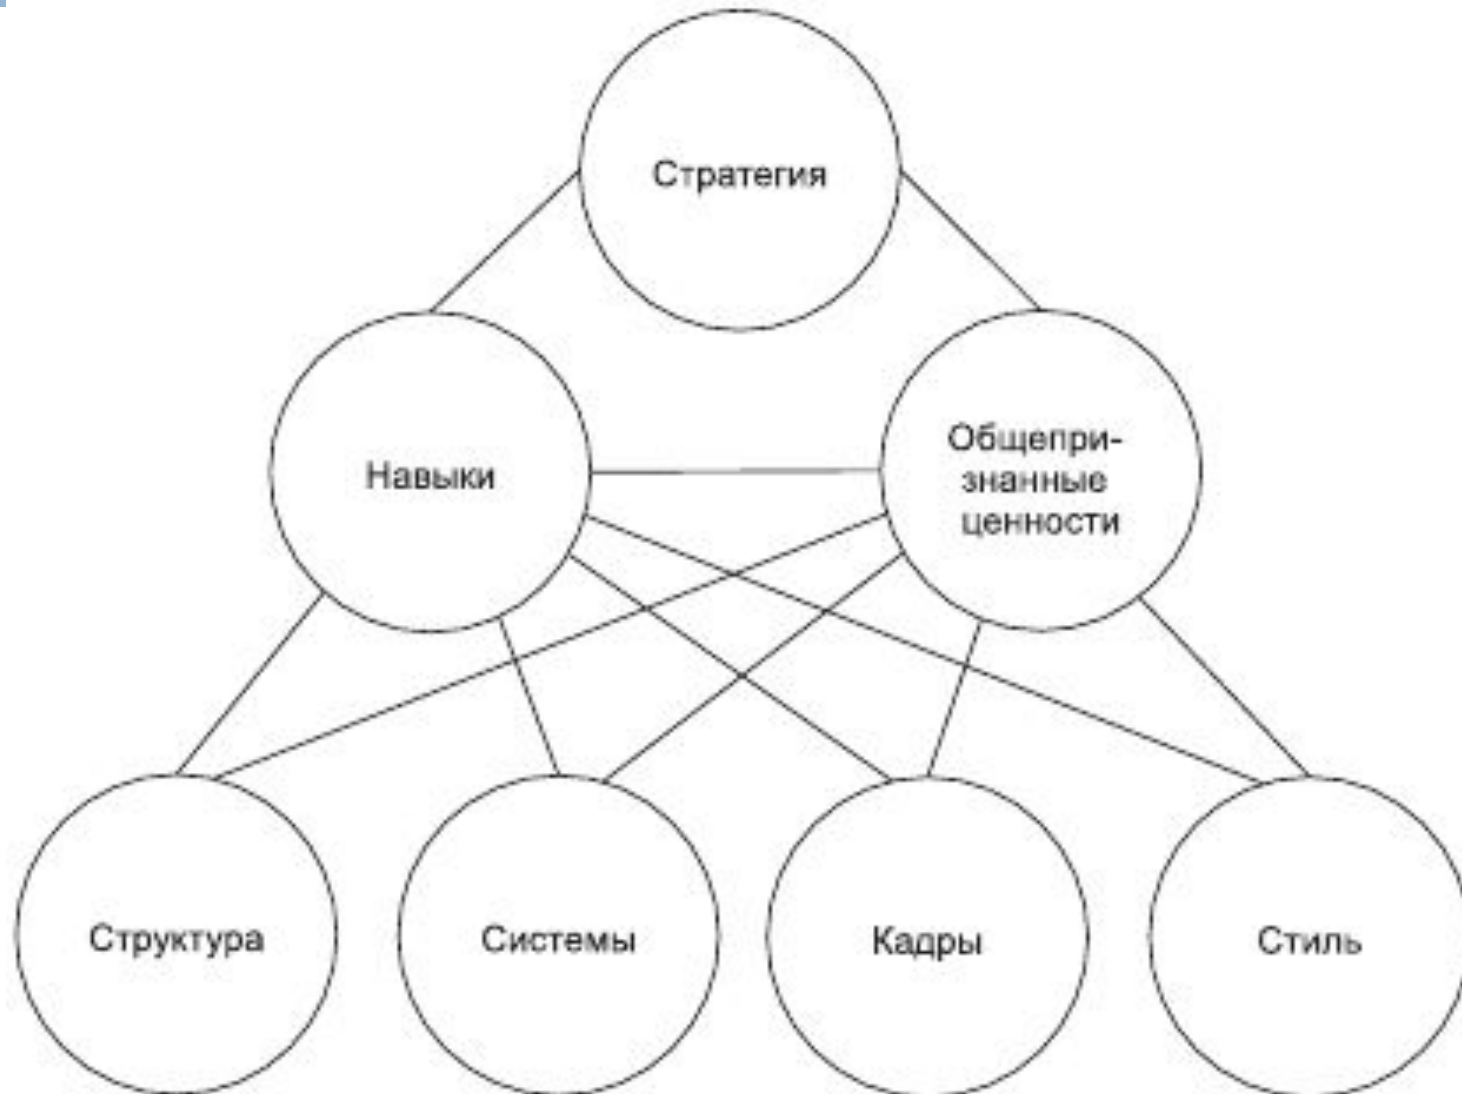 Стратегия
Навыки
Общепри-
знанные
ценности
Структура
Системы
Кадры
Стиль